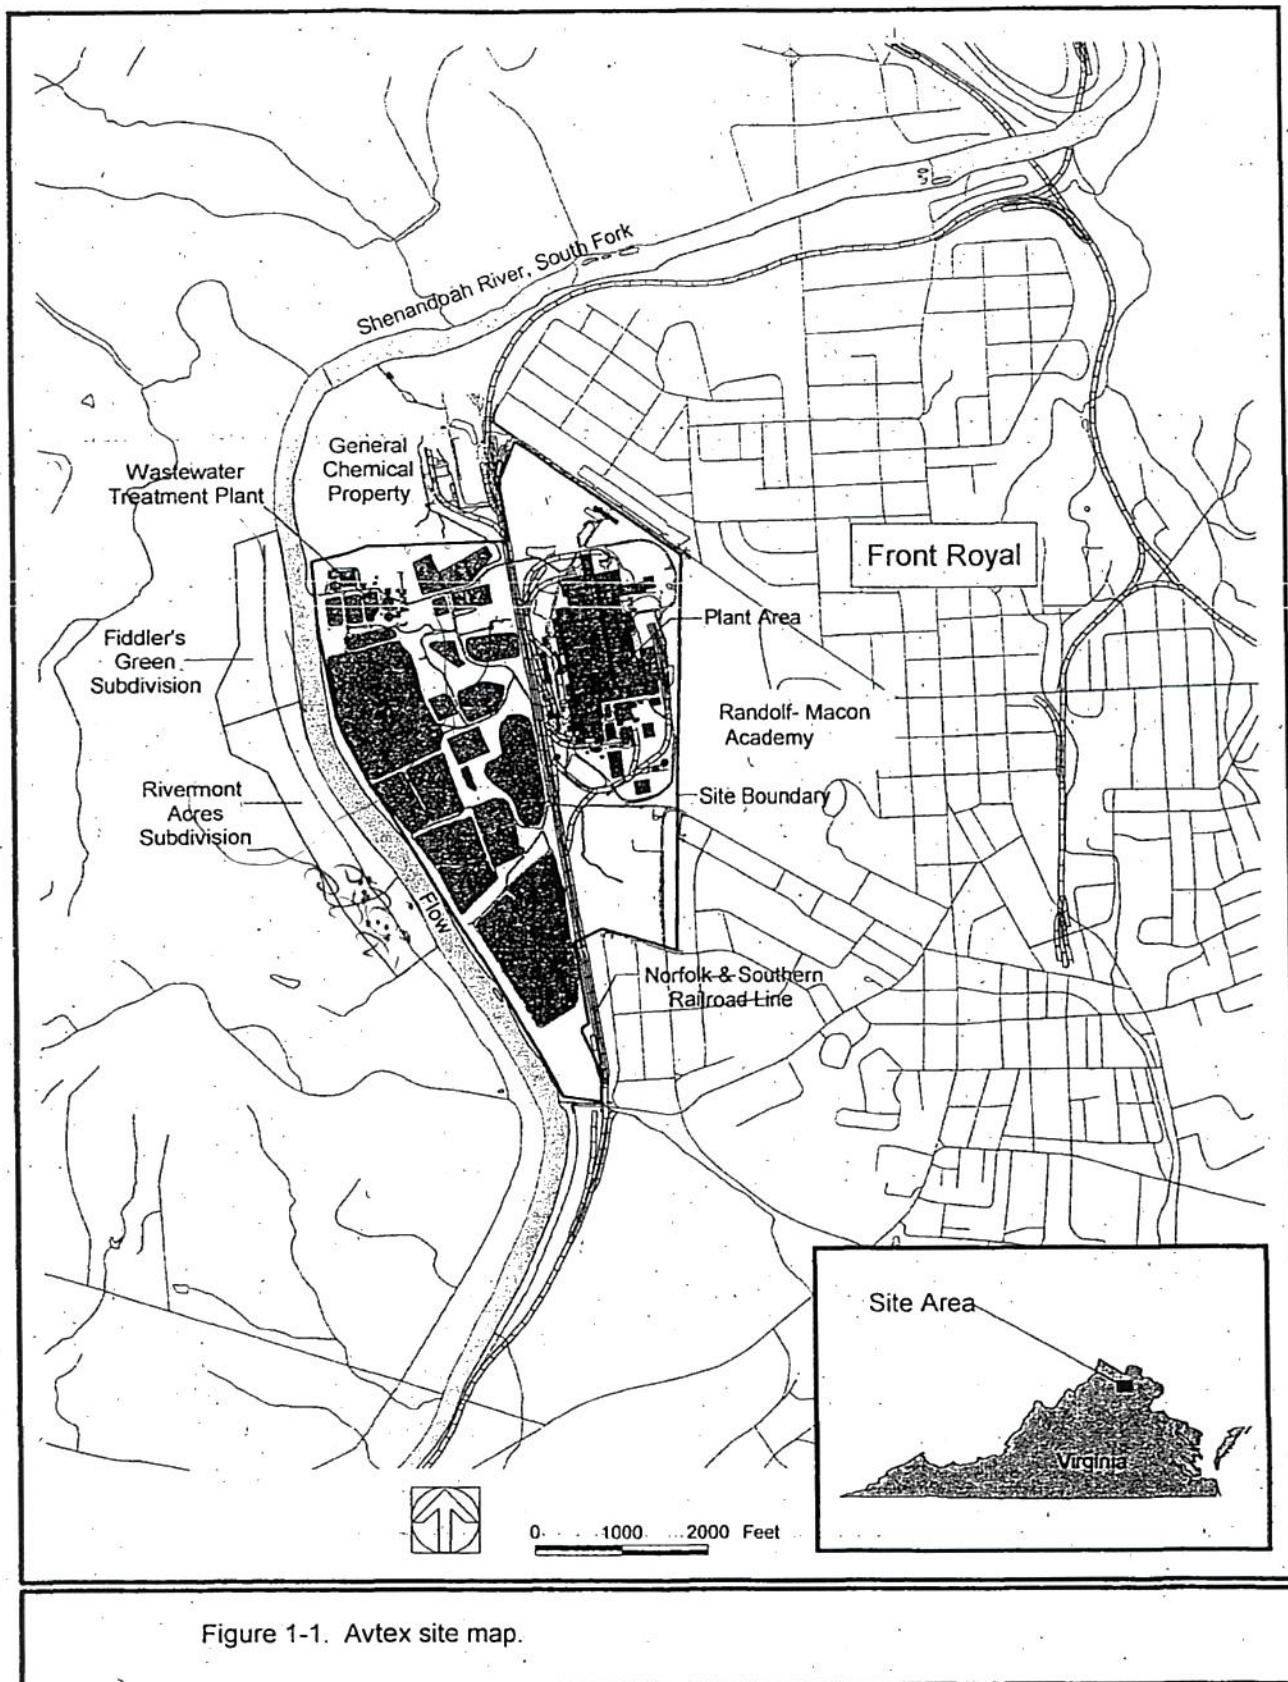 Shenandoah River, South Fork
General
Chemical
Property
Wastewater
Treatment Plant
Front Royal
Plant Area
Fiddler's
Green
Subdivision
Randolf- Macon
Academy
Rivermont
Acres
Subdivision
Site Boundary
Flow
Norfolk & Southern
Railroad Line
Site Area
Virginia
0 1000 2000 Feet
Figure 1-1. Avtex site map.